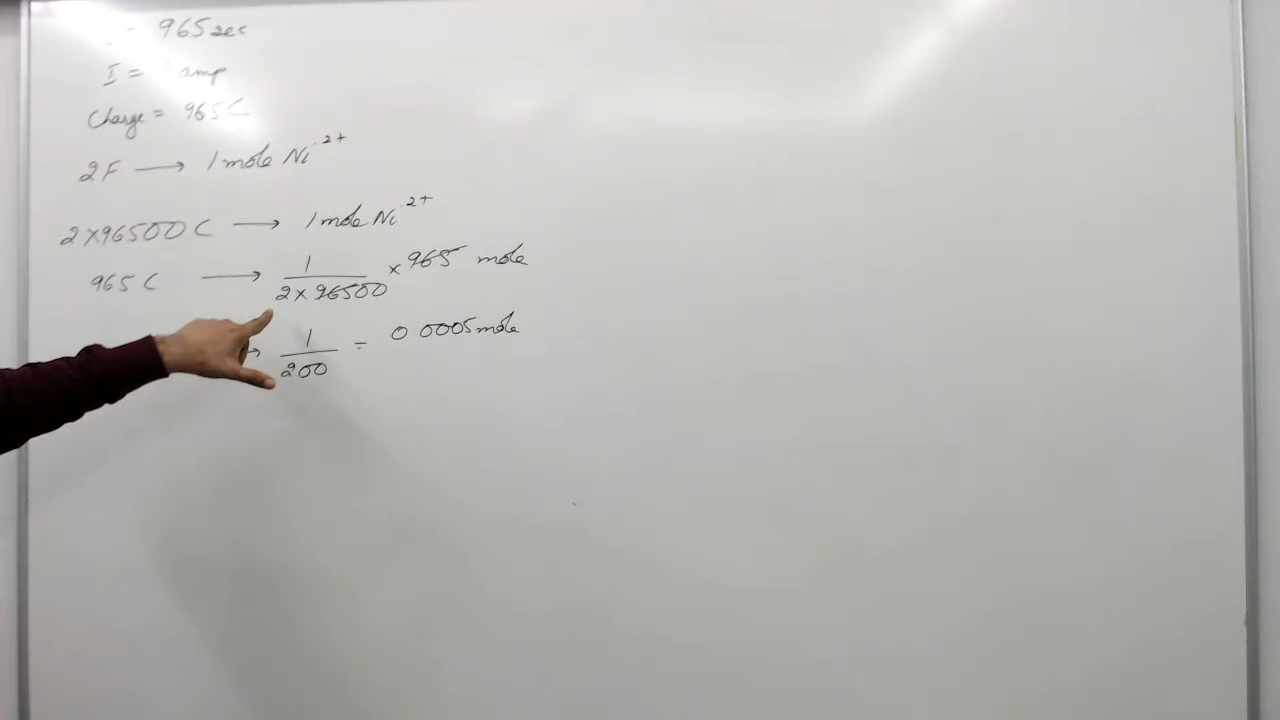 - 965 sec
I = amp
Charge = 965 C
2F → 1 mole Ni²⁺
2×96500 C → 1 mole Ni²⁺
965 C → 1/(2×96500) × 965 mole
→ 1/200 = 0 0005 mole